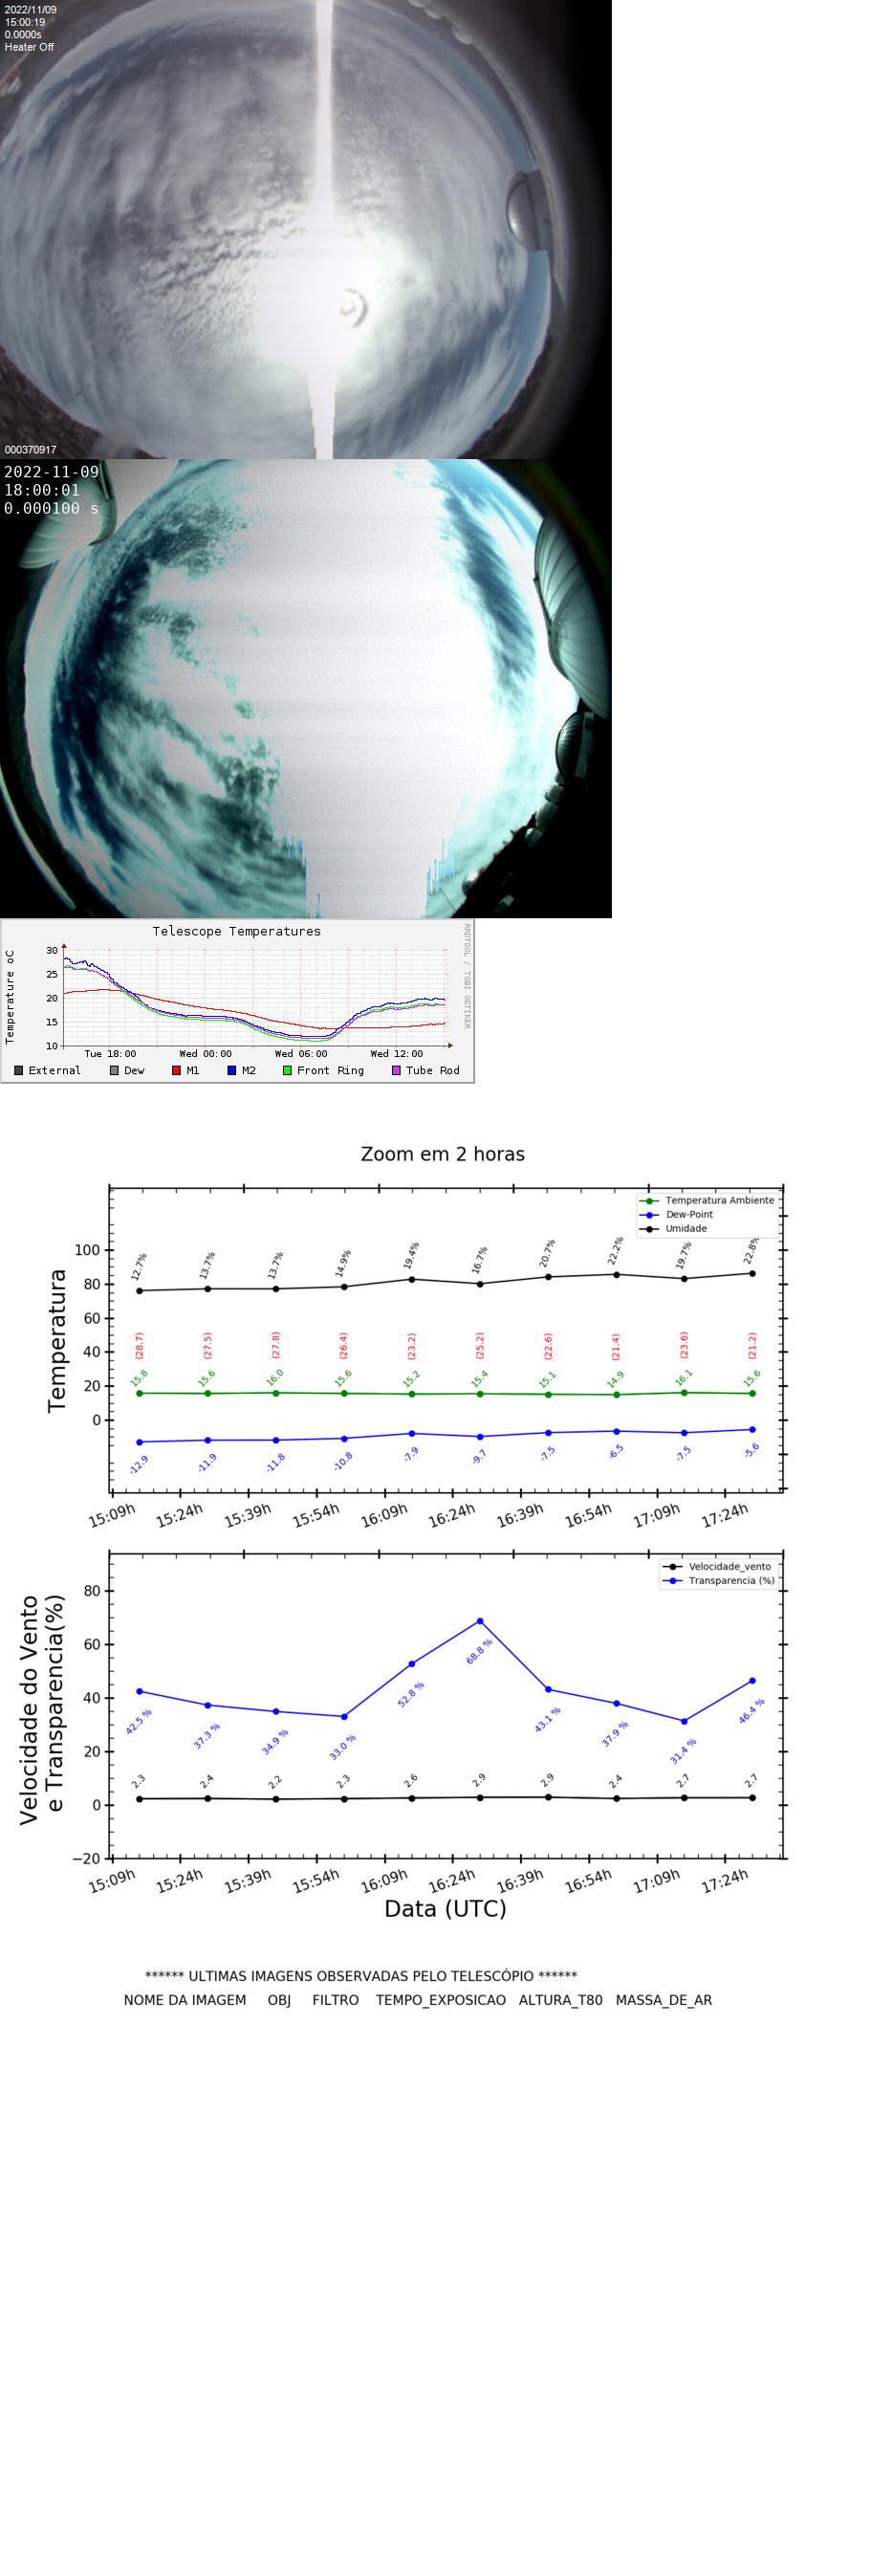 2022/11/09
15:00:19
0.0000s
Heater Off
000370917
2022-11-09
18:00:01
0.000100 s
Telescope Temperatures
RRDTOOL / TOBI OETIKER
Temperature oC
30
25
20
15
10
Tue 18:00 Wed 00:00 Wed 06:00 Wed 12:00
External Dew M1 M2 Front Ring Tube Rod
Zoom em 2 horas
Temperatura
Temperatura Ambiente
Dew-Point
Umidade
100
80
60
40
20
0
12.7% 13.7% 13.7% 14.9% 19.4% 16.7% 20.7% 22.2% 19.7% 22.8%
(28.7) (27.5) (27.8) (26.4) (23.2) (25.2) (22.6) (21.4) (23.6) (21.2)
15.8 15.6 16.0 15.6 15.2 15.4 15.1 14.9 16.1 15.6
-12.9 -11.9 -11.8 -10.8 -7.9 -9.7 -7.5 -6.5 -7.5 -5.6
15:09h 15:24h 15:39h 15:54h 16:09h 16:24h 16:39h 16:54h 17:09h 17:24h
Velocidade do Vento
e Transparencia(%)
Velocidade_vento
Transparencia (%)
80
60
40
20
0
−20
42.5 % 37.3 % 34.9 % 33.0 % 52.8 % 68.8 % 43.1 % 37.9 % 31.4 % 46.4 %
2.3 2.4 2.2 2.3 2.6 2.9 2.9 2.4 2.7 2.7
15:09h 15:24h 15:39h 15:54h 16:09h 16:24h 16:39h 16:54h 17:09h 17:24h
Data (UTC)
****** ULTIMAS IMAGENS OBSERVADAS PELO TELESCÓPIO ******
NOME DA IMAGEM OBJ FILTRO TEMPO_EXPOSICAO ALTURA_T80 MASSA_DE_AR